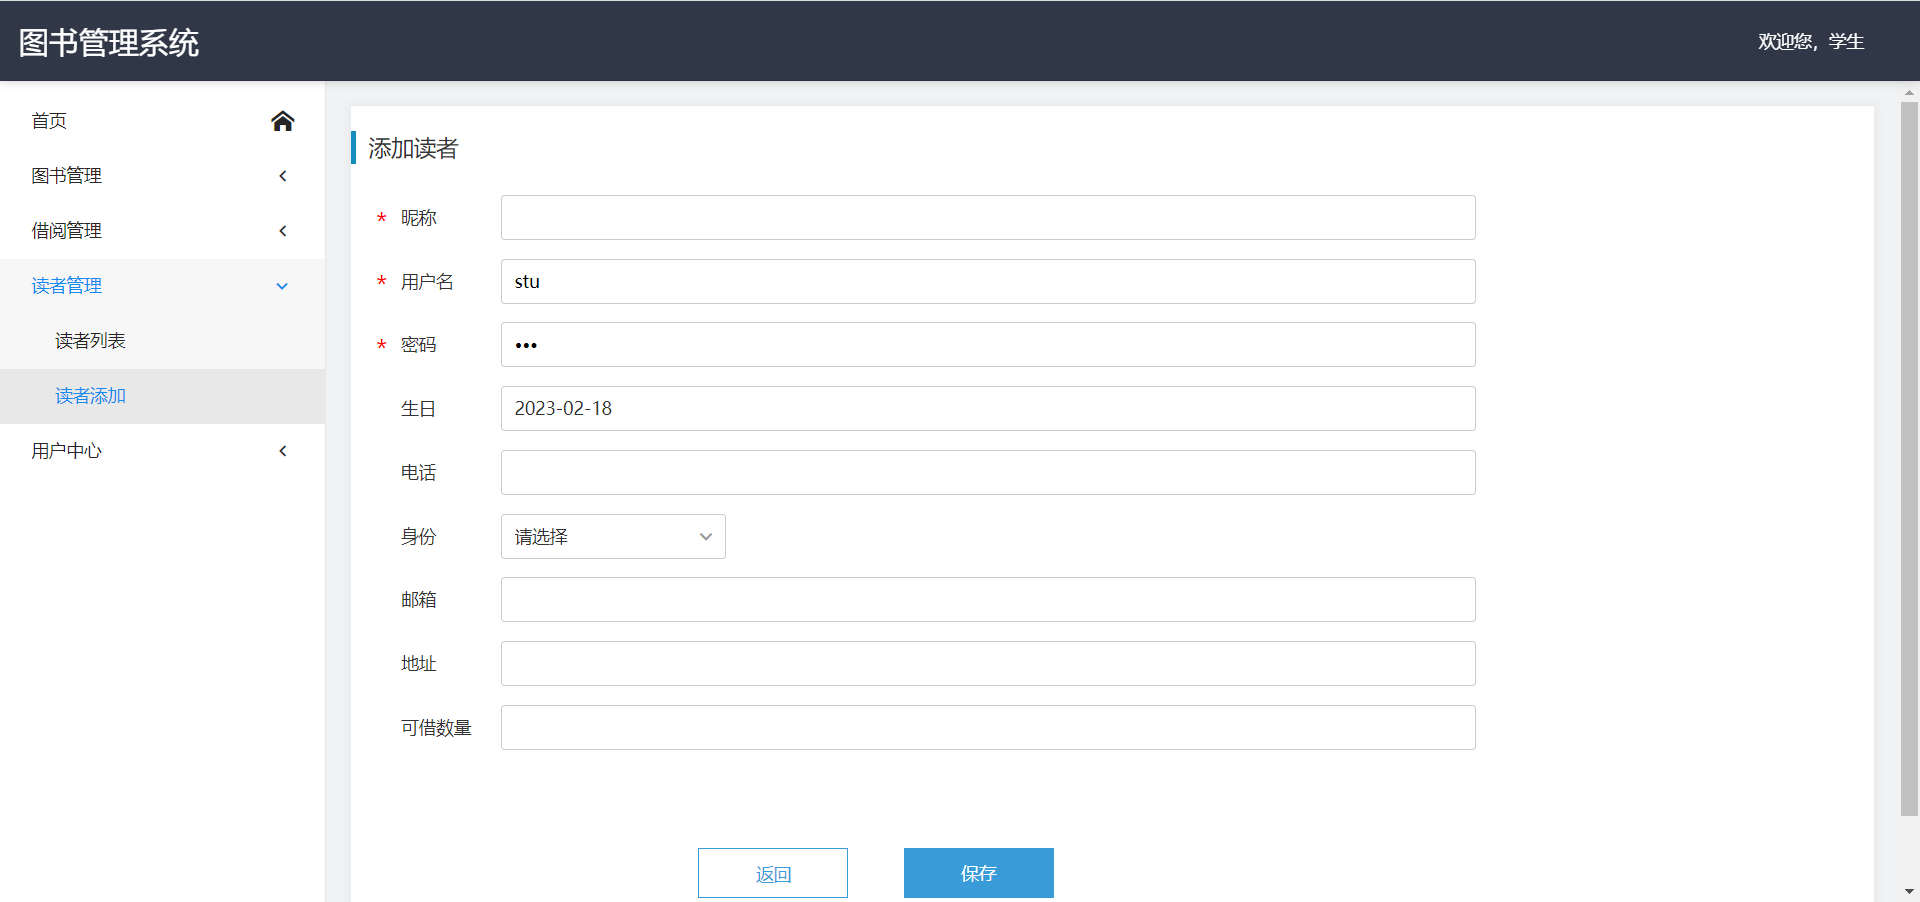 图书管理系统
欢迎您，学生
首页
图书管理
借阅管理
读者管理
读者列表
读者添加
用户中心
添加读者
* 昵称
* 用户名 stu
* 密码 •••
生日 2023-02-18
电话
身份 请选择
邮箱
地址
可借数量
返回 保存